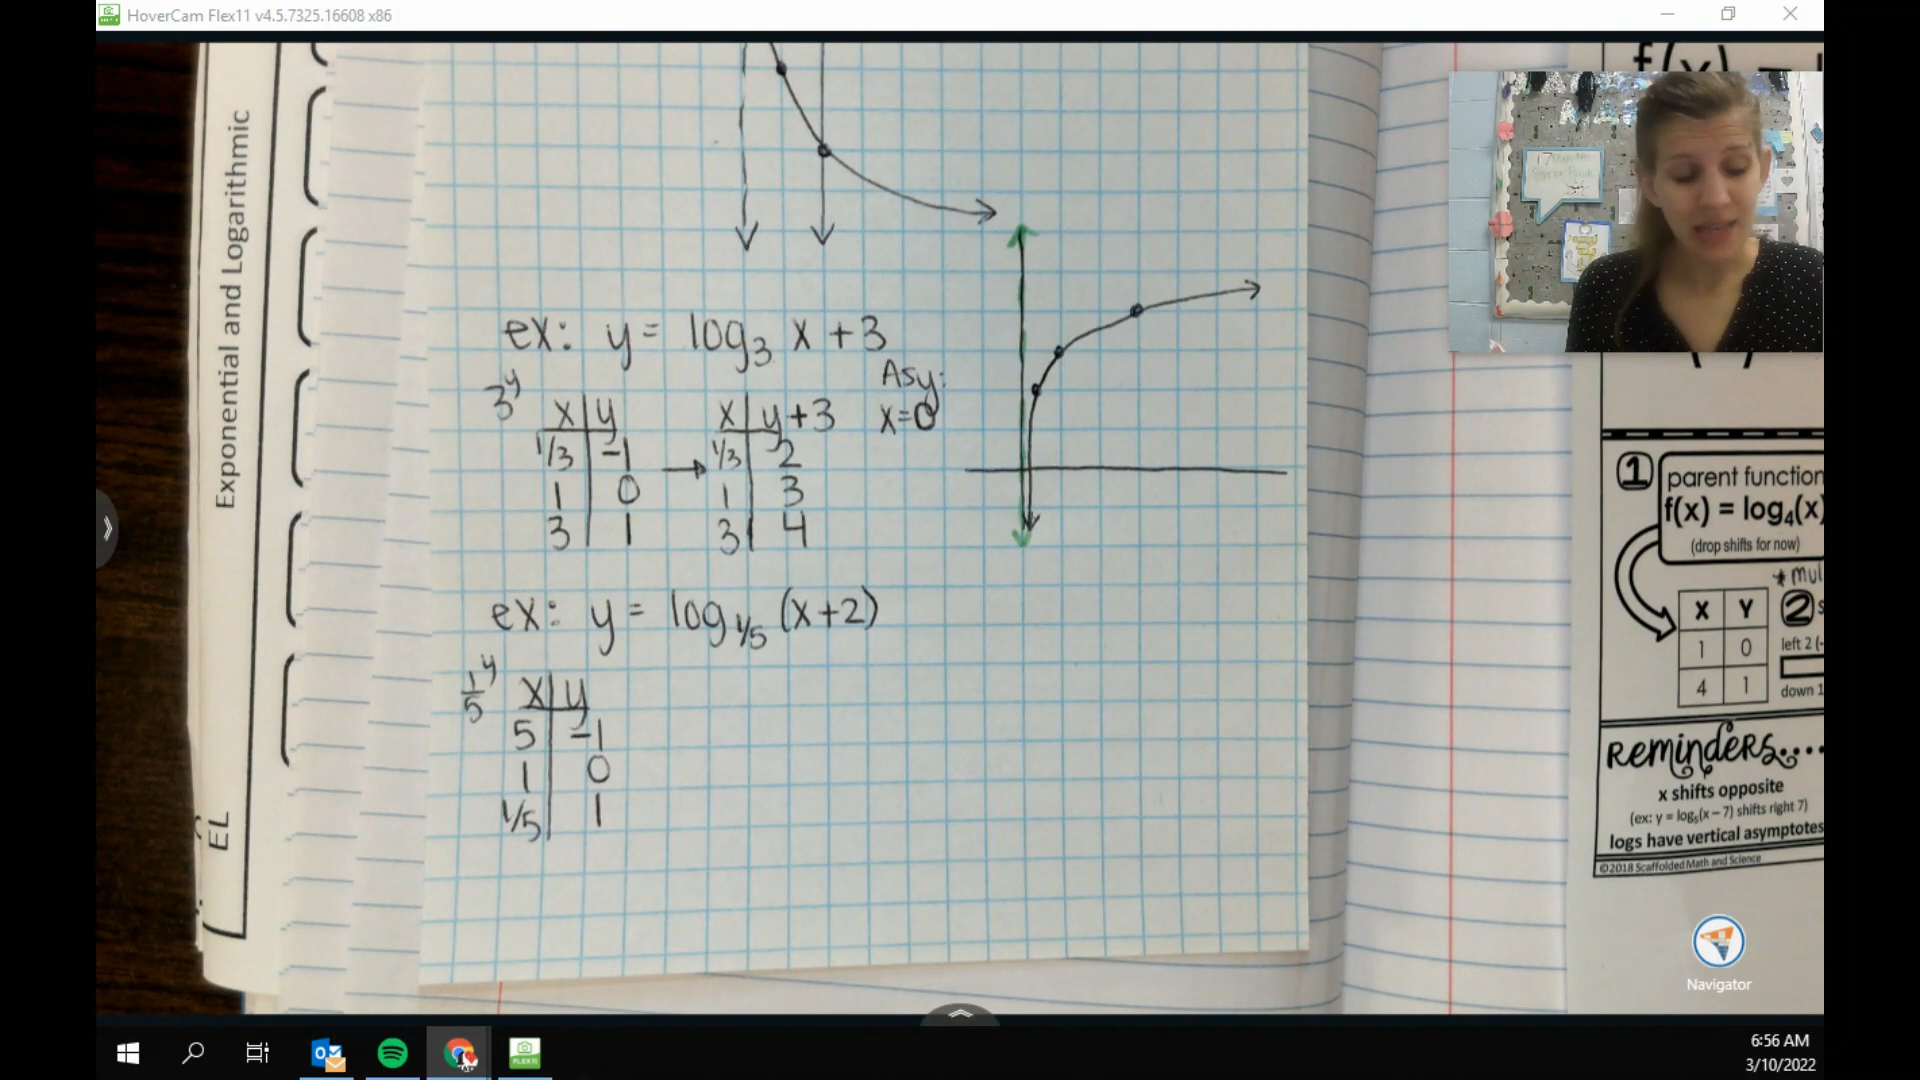 HoverCam Flex11 v4.5.7325.16608 x86
Exponential and Logarithmic
EL
ex: y = log₃ x + 3
Asy:
x=0
3^y
x | y
1/3 | -1
1 | 0
3 | 1
→
x | y+3
1/3 | 2
1 | 3
3 | 4
ex: y = log₁/₅ (x+2)
1/5^y
x | y
5 | -1
1 | 0
1/5 | 1
17
f(x)
1 parent function
f(x) = log₄(x)
(drop shifts for now)
* mul
X Y
1 0
4 1
2 s
left 2 (-
down 1
Reminders....
x shifts opposite
(ex: y = log₅(x – 7) shifts right 7)
logs have vertical asymptotes
©2018 Scaffolded Math and Science
Navigator
FLEX11
6:56 AM
3/10/2022